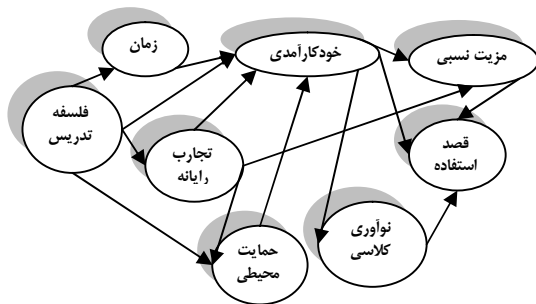 زمان
خودکارآمدی
مزیت نسبی
فلسفه
تدریس
تجارب
رایانه
قصد
استفاده
حمایت
محیطی
نوآوری
کلاسی